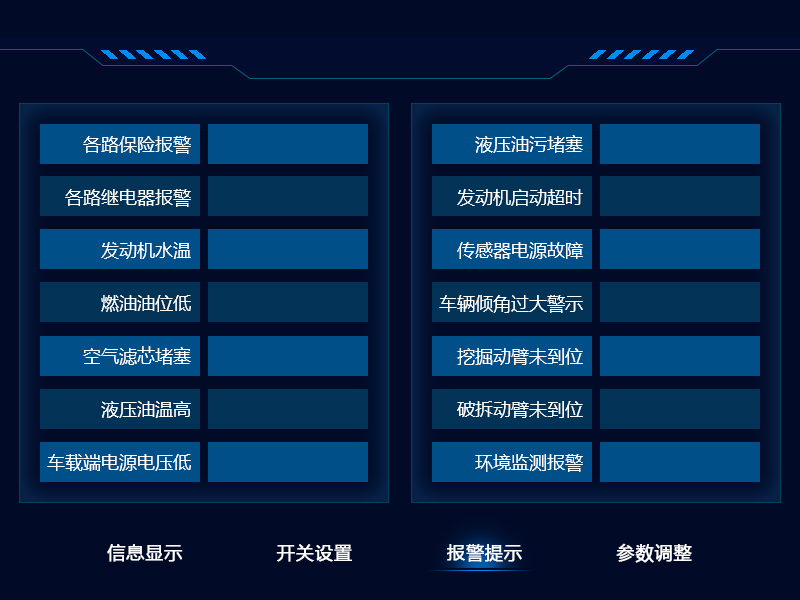 各路保险报警
各路继电器报警
发动机水温
燃油油位低
空气滤芯堵塞
液压油温高
车载端电源电压低
液压油污堵塞
发动机启动超时
传感器电源故障
车辆倾角过大警示
挖掘动臂未到位
破拆动臂未到位
环境监测报警
信息显示
开关设置
报警提示
参数调整